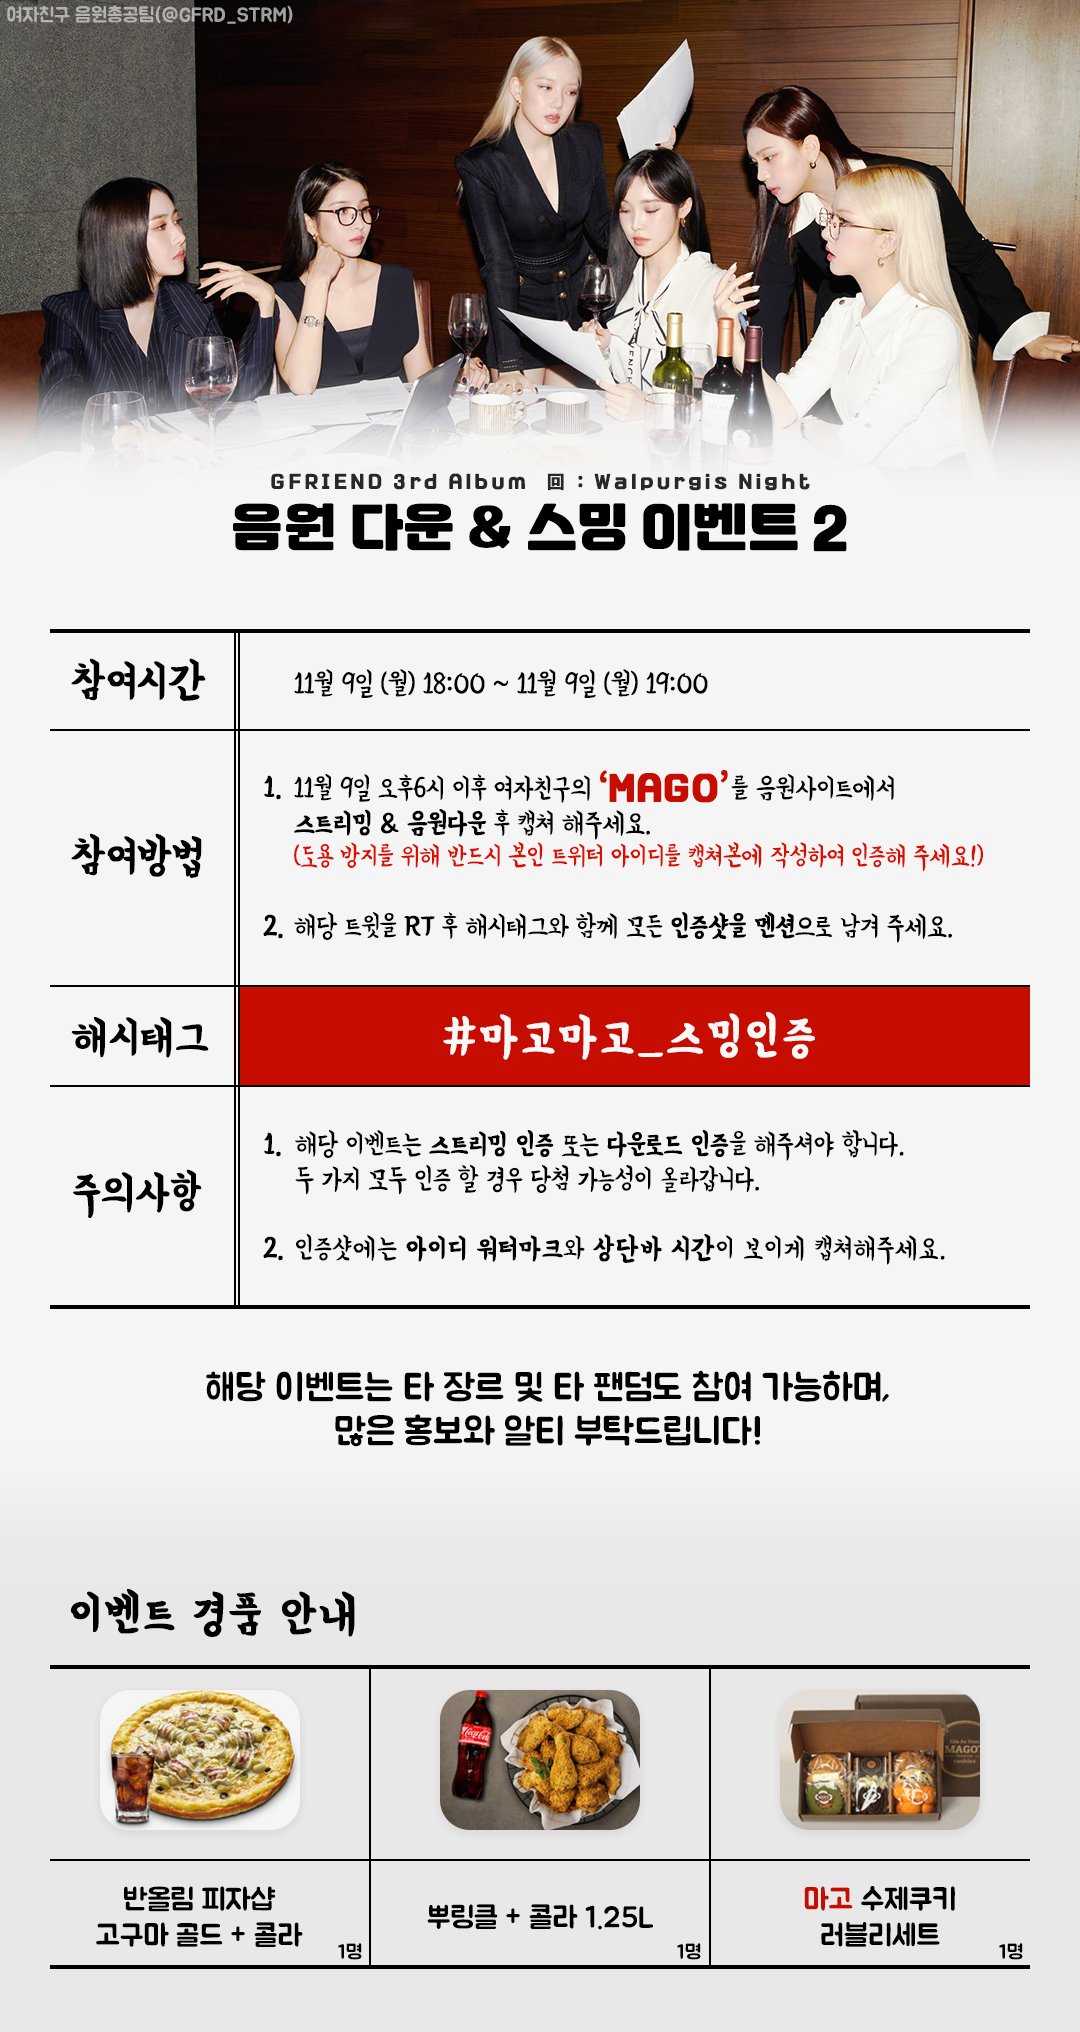 여자친구 음원총공팀(@GFRD_STRM)
GFRIEND 3rd Album 回 : Walpurgis Night
음원 다운 & 스밍 이벤트 2
참여시간
11월 9일 (월) 18:00 ~ 11월 9일 (월) 19:00
참여방법
1. 11월 9일 오후6시 이후 여자친구의 ‘MAGO’를 음원사이트에서
스트리밍 & 음원다운 후 캡쳐 해주세요.
(도용 방지를 위해 반드시 본인 트위터 아이디를 캡쳐본에 작성하여 인증해 주세요!)
2. 해당 트윗을 RT 후 해시태그와 함께 모든 인증샷을 멘션으로 남겨 주세요.
해시태그
#마고마고_스밍인증
주의사항
1. 해당 이벤트는 스트리밍 인증 또는 다운로드 인증을 해주셔야 합니다.
두 가지 모두 인증 할 경우 당첨 가능성이 올라갑니다.
2. 인증샷에는 아이디 워터마크와 상단바 시간이 보이게 캡쳐해주세요.
해당 이벤트는 타 장르 및 타 팬덤도 참여 가능하며,
많은 홍보와 알티 부탁드립니다!
이벤트 경품 안내
Coca-Cola
MAGO
cookies
반올림 피자샵
고구마 골드 + 콜라
1명
뿌링클 + 콜라 1.25L
1명
마고 수제쿠키
러블리세트
1명